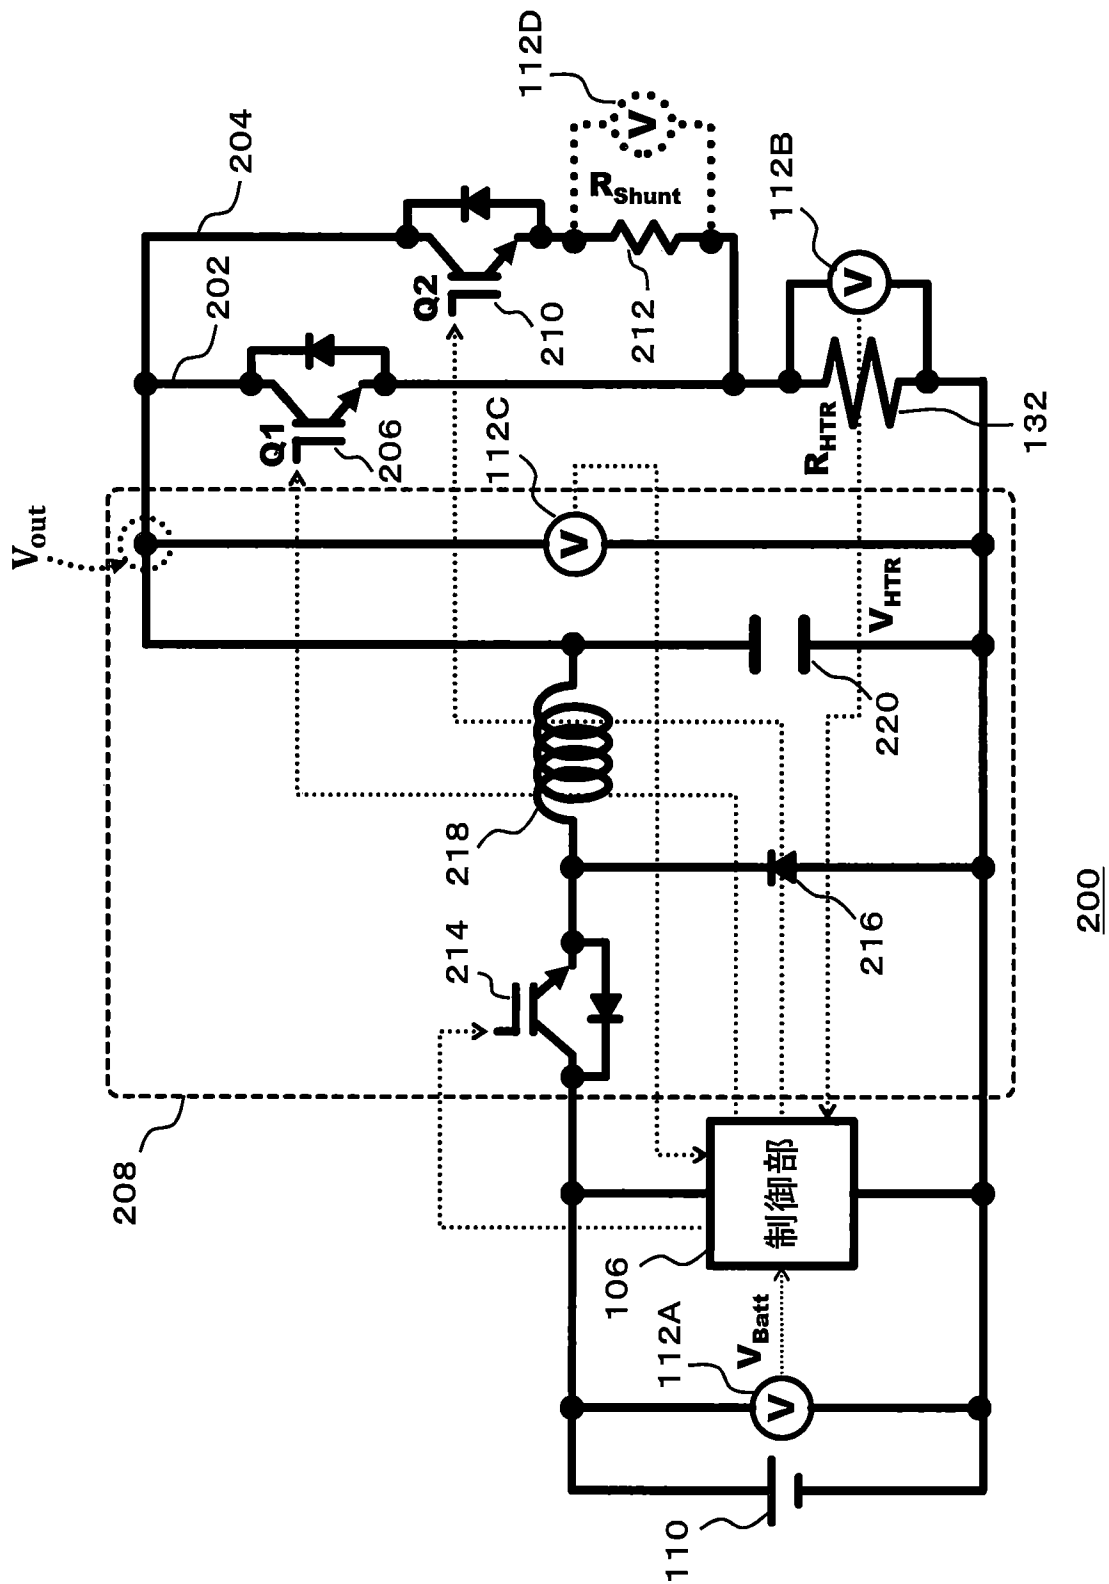 V_out
204
202
112D
R_Shunt
Q2
210
212
112B
Q1
206
112C
R_HTR
132
V_HTR
220
218
214
216
208
106
制御部
V_Batt
112A
110
200
V
V
V
V